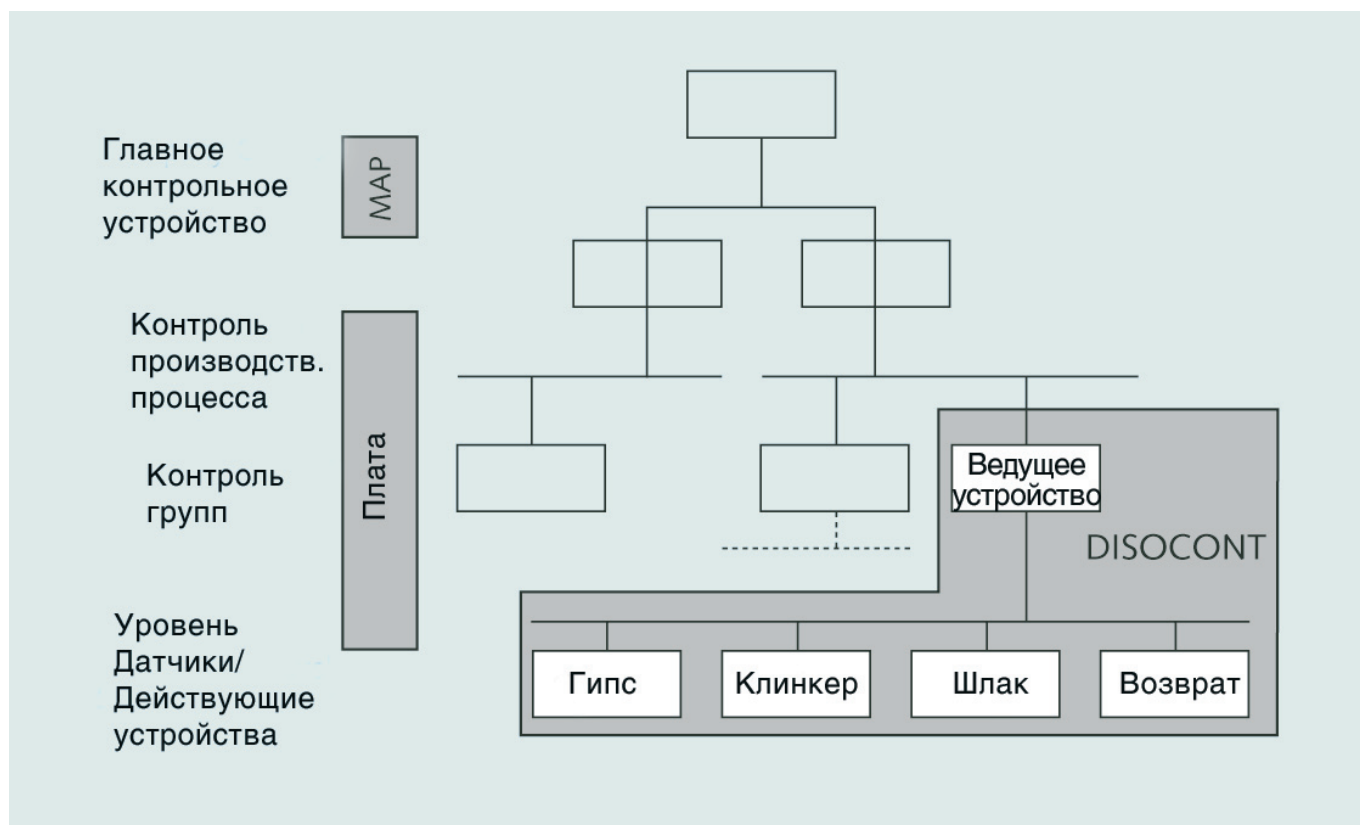 Главное
контрольное
устройство
MAP
Контроль
производств.
процесса
Плата
Контроль
групп
Ведущее
устройство
DISOCONT
Уровень
Датчики/
Действующие
устройства
Гипс
Клинкер
Шлак
Возврат